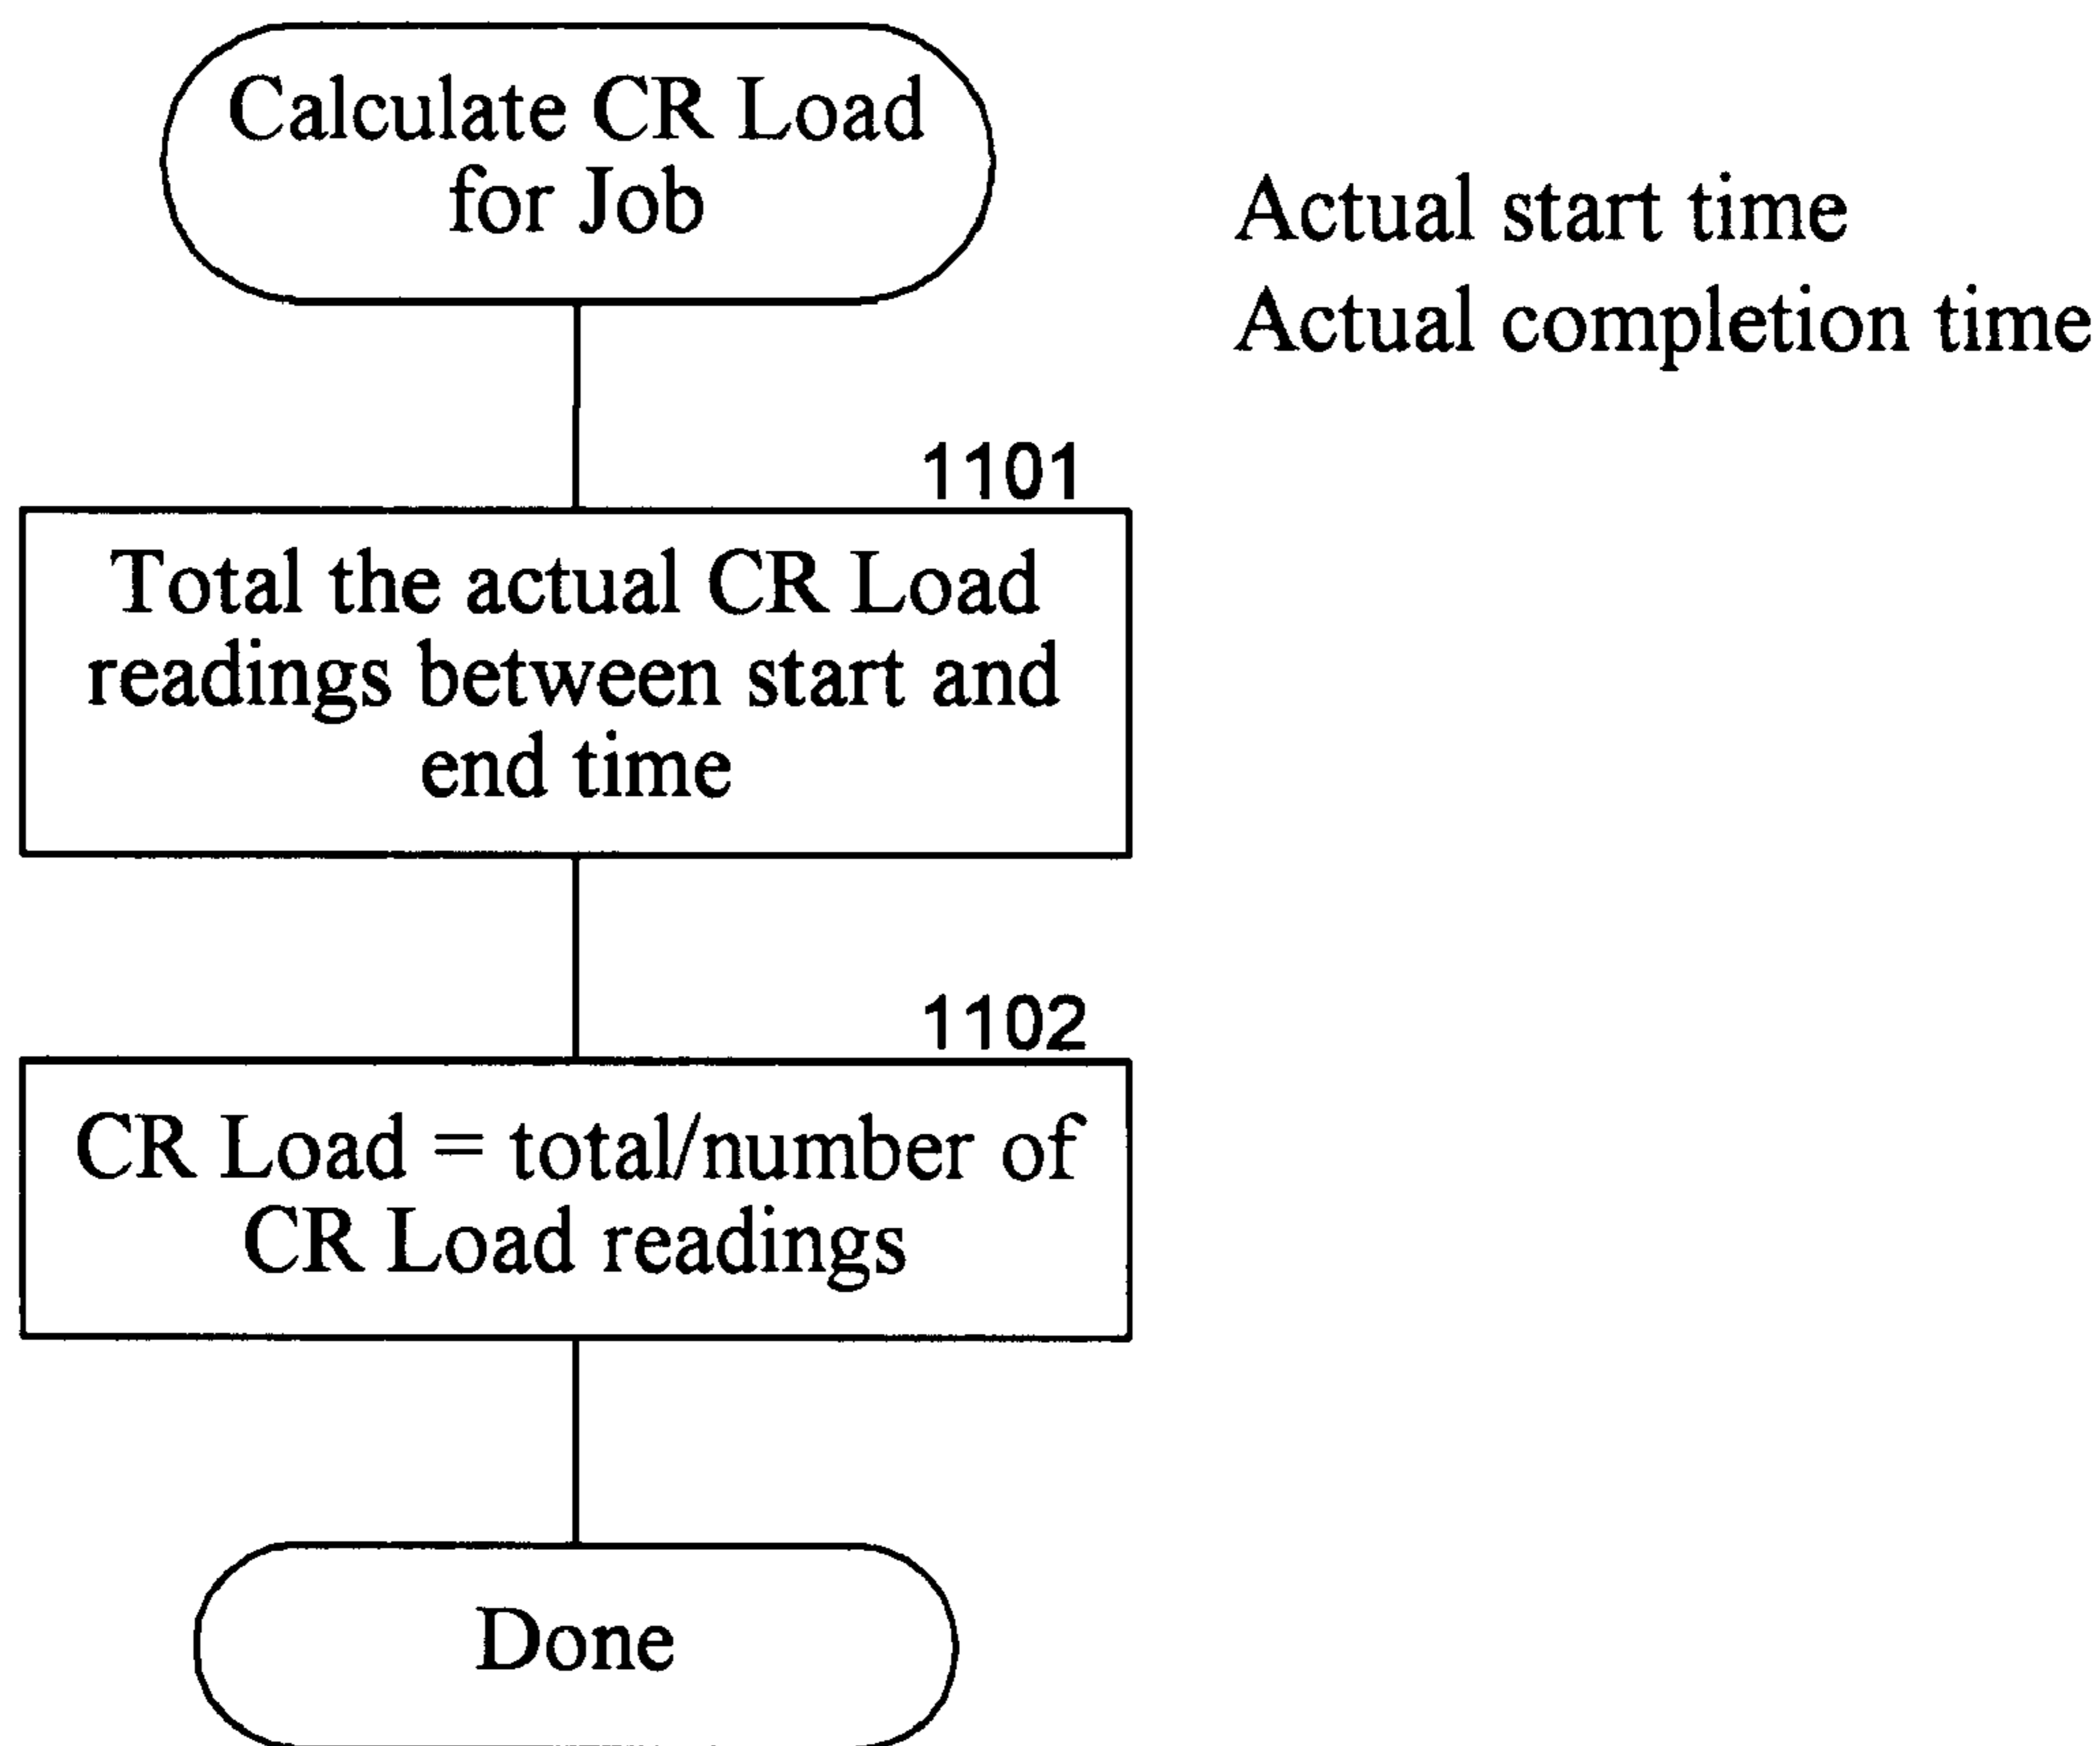 Calculate CR Load
for Job
Actual start time
Actual completion time
1101
Total the actual CR Load
readings between start and
end time
1102
CR Load = total/number of
CR Load readings
Done